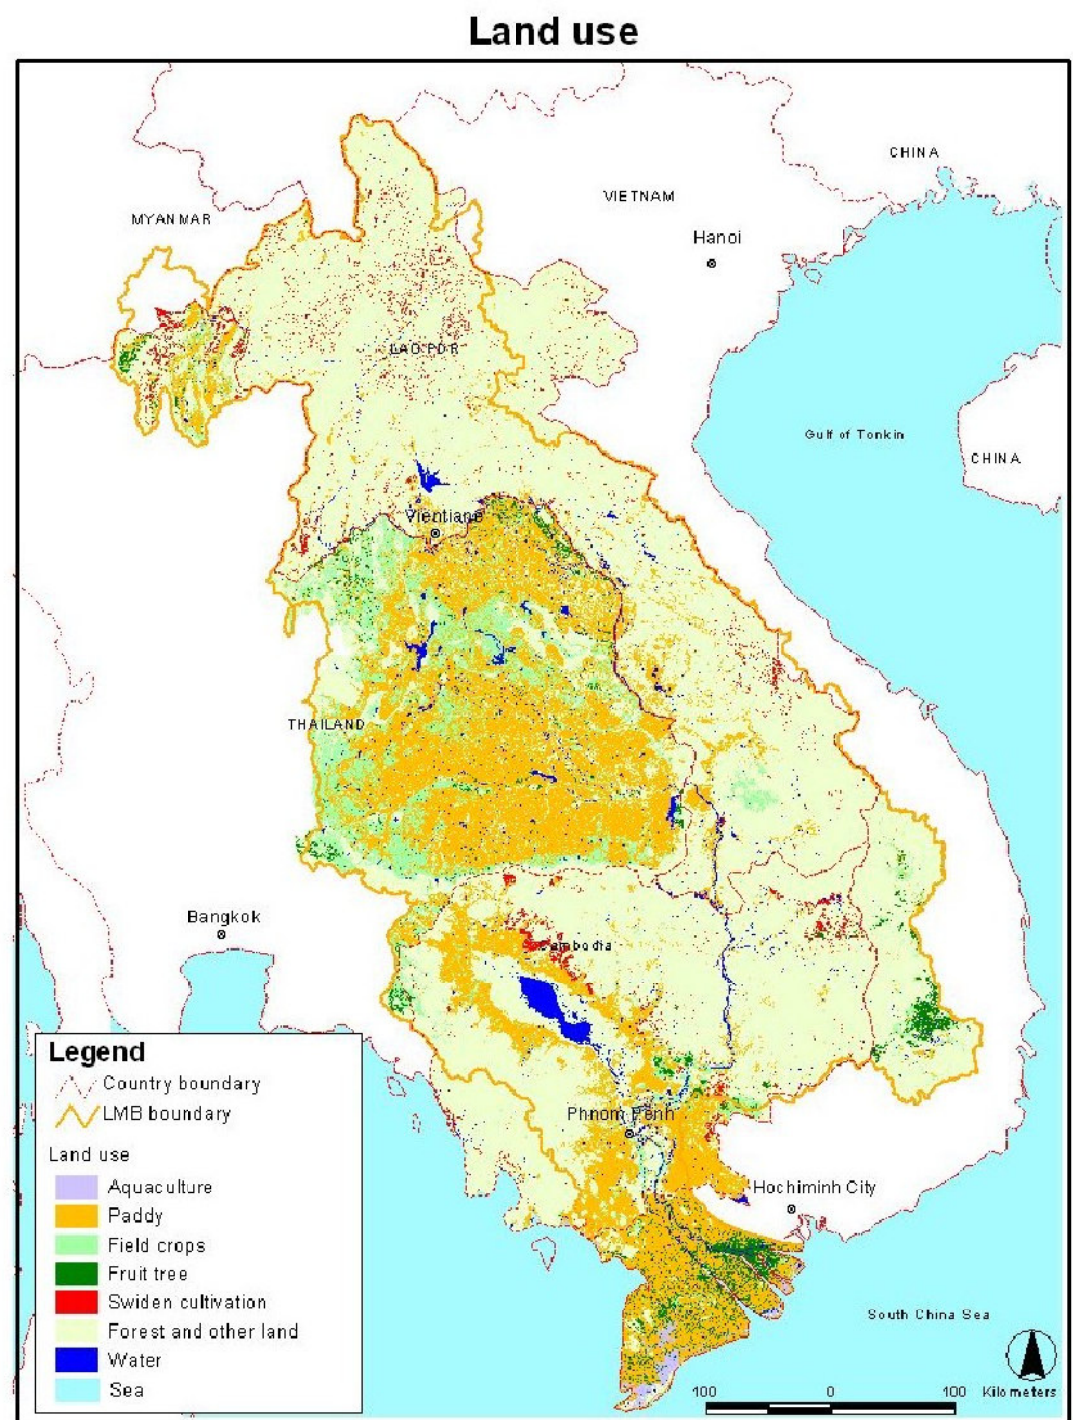 Land use
CHINA
VIETNAM
MYANMAR
Hanoi
LAO PDR
Gulf of Tonkin
CHINA
Vientiane
THAILAND
Bangkok
Cambodia
Legend
Country boundary
LMB boundary
Phnom Penh
Land use
Aquaculture
Hochiminh City
Paddy
Field crops
Fruit tree
Swiden cultivation
South China Sea
Forest and other land
Water
Sea
100 0 100 Kilometers